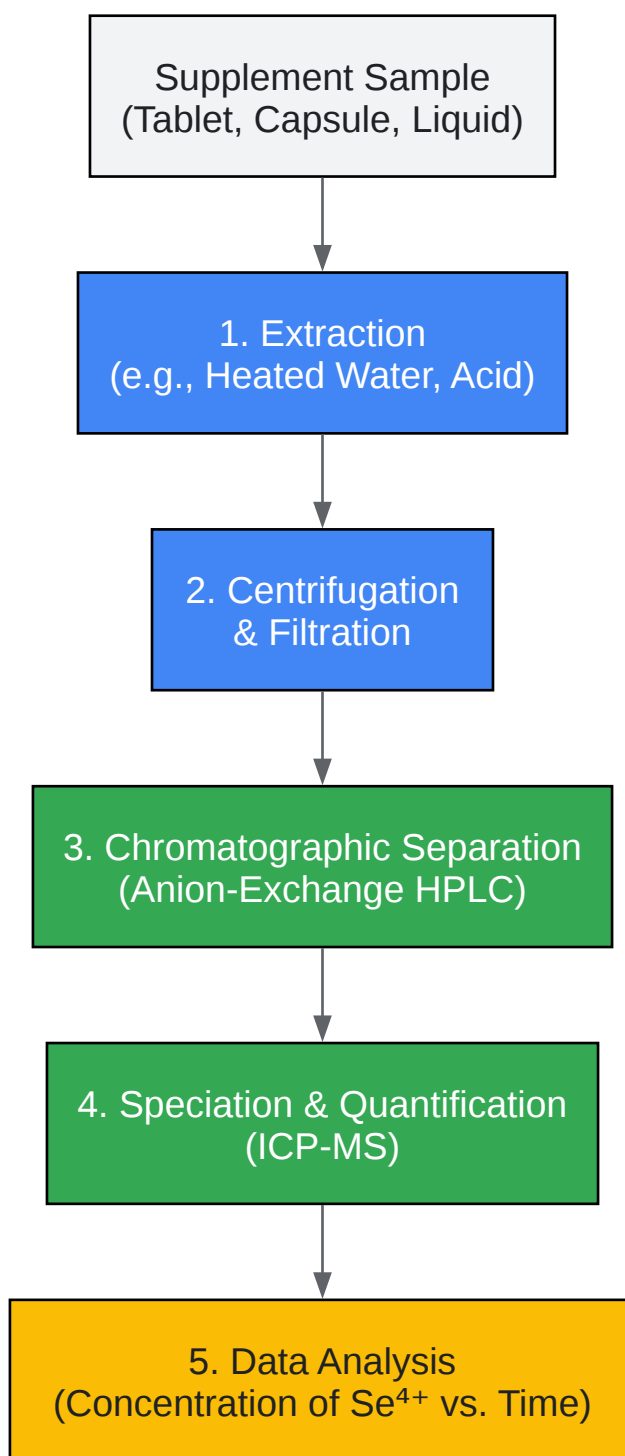 Supplement Sample
(Tablet, Capsule, Liquid)
1. Extraction
(e.g., Heated Water, Acid)
2. Centrifugation
& Filtration
3. Chromatographic Separation
(Anion-Exchange HPLC)
4. Speciation & Quantification
(ICP-MS)
5. Data Analysis
(Concentration of Se⁴⁺ vs. Time)